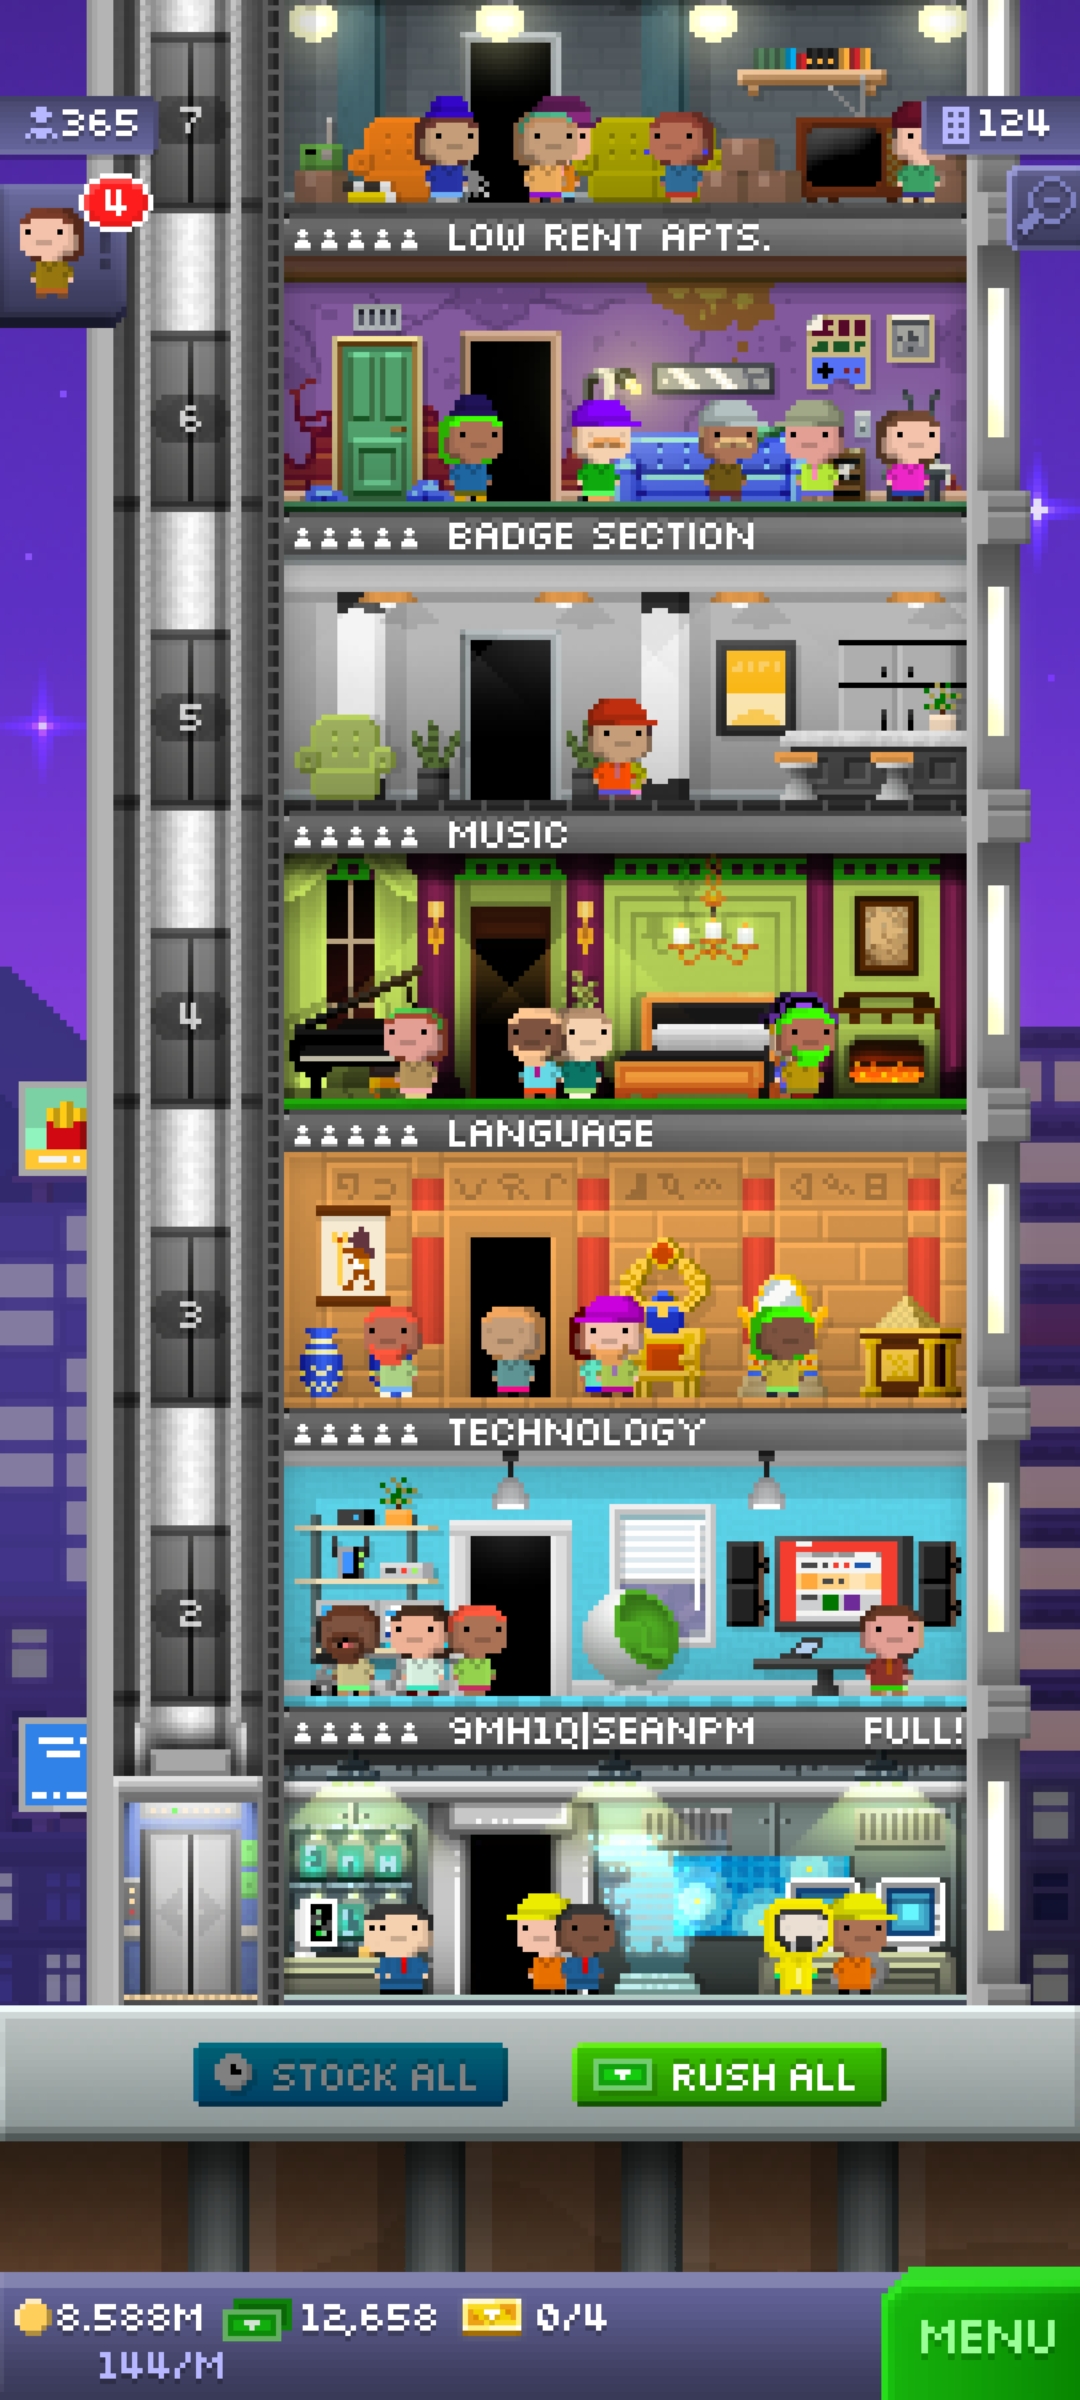 365
7
124
4
LOW RENT APTS.
6
BADGE SECTION
5
MUSIC
4
LANGUAGE
3
TECHNOLOGY
2
9MH1Q|SEANPM FULL!
STOCK ALL
RUSH ALL
8.588M 12,658 0/4
144/M
MENU